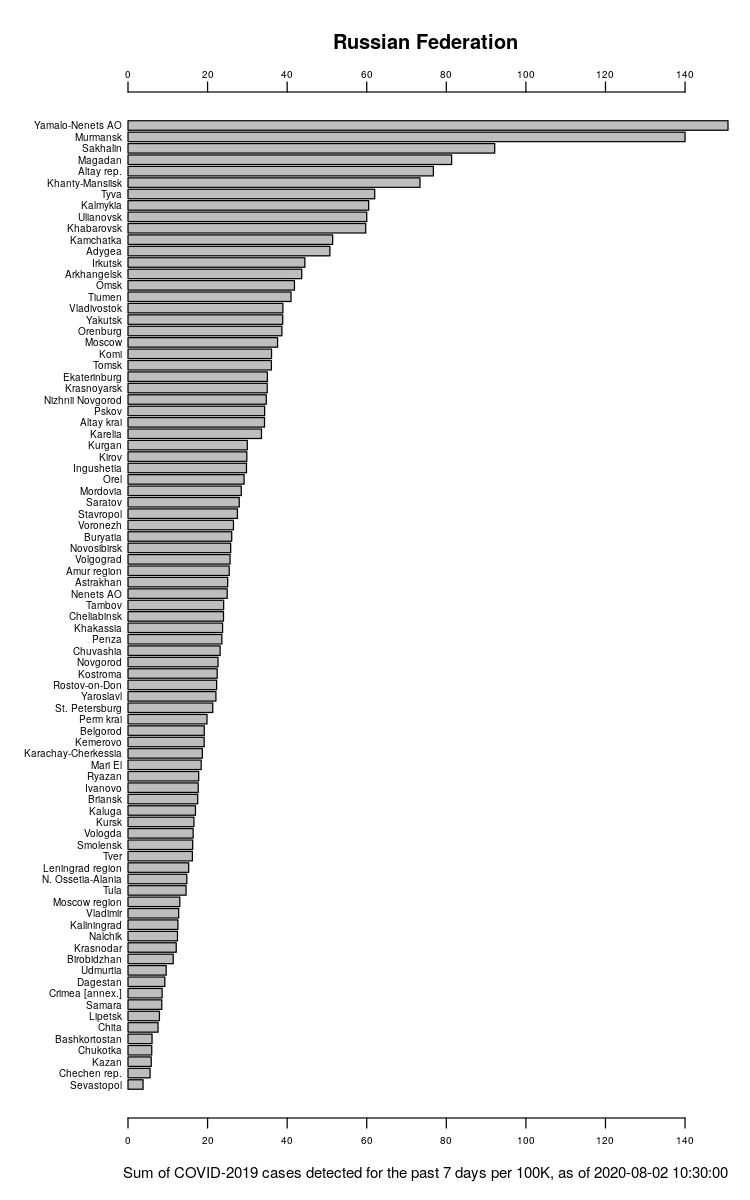 Russian Federation
0 20 40 60 80 100 120 140
Yamalo-Nenets AO
Murmansk
Sakhalin
Magadan
Altay rep.
Khanty-Mansiisk
Tyva
Kalmykia
Ulianovsk
Khabarovsk
Kamchatka
Adygea
Irkutsk
Arkhangelsk
Omsk
Tiumen
Vladivostok
Yakutsk
Orenburg
Moscow
Komi
Tomsk
Ekaterinburg
Krasnoyarsk
Nizhnii Novgorod
Pskov
Altay krai
Karelia
Kurgan
Kirov
Ingushetia
Orel
Mordovia
Saratov
Stavropol
Voronezh
Buryatia
Novosibirsk
Volgograd
Amur region
Astrakhan
Nenets AO
Tambov
Cheliabinsk
Khakassia
Penza
Chuvashia
Novgorod
Kostroma
Rostov-on-Don
Yaroslavl
St. Petersburg
Perm krai
Belgorod
Kemerovo
Karachay-Cherkessia
Mari El
Ryazan
Ivanovo
Briansk
Kaluga
Kursk
Vologda
Smolensk
Tver
Leningrad region
N. Ossetia-Alania
Tula
Moscow region
Vladimir
Kaliningrad
Nalchik
Krasnodar
Birobidzhan
Udmurtia
Dagestan
Crimea [annex.]
Samara
Lipetsk
Chita
Bashkortostan
Chukotka
Kazan
Chechen rep.
Sevastopol
0 20 40 60 80 100 120 140
Sum of COVID-2019 cases detected for the past 7 days per 100K, as of 2020-08-02 10:30:00